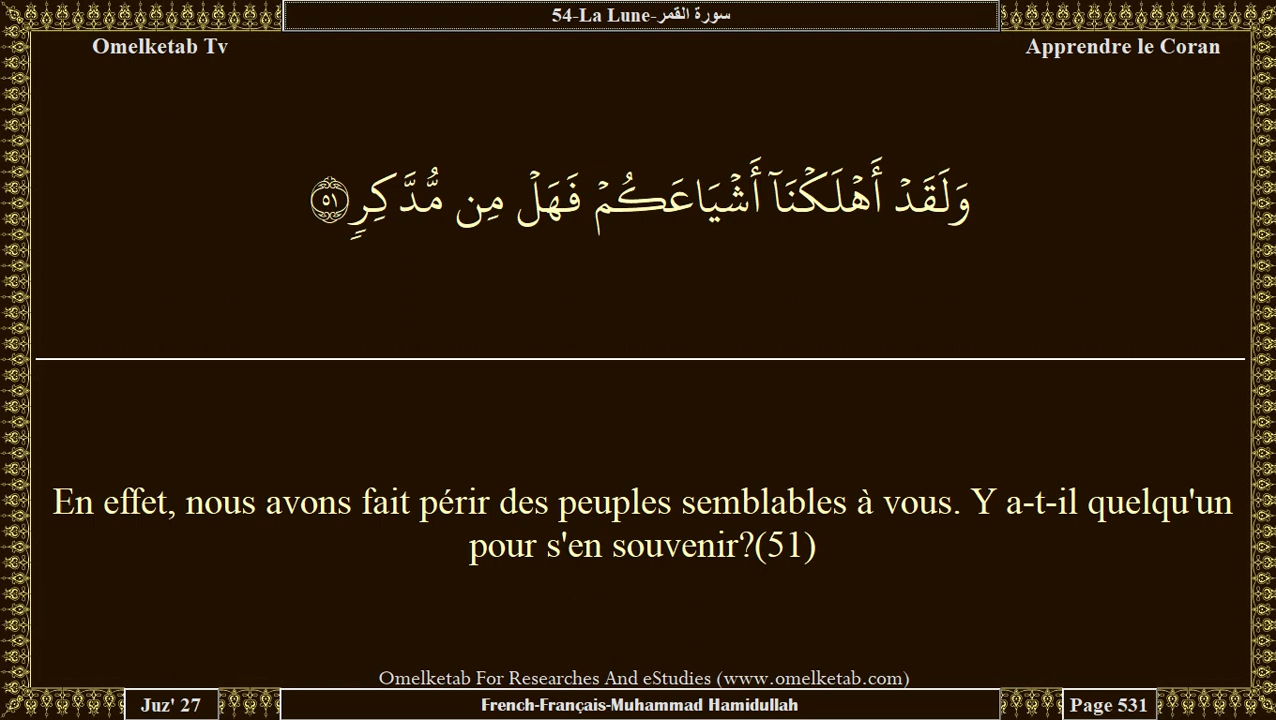 54-La Lune-سورة القمر
Omelketab Tv
Apprendre le Coran
وَلَقَدۡ أَهۡلَكۡنَآ أَشۡيَاعَكُمۡ فَهَلۡ مِن مُّدَّكِرٖ ٥١
En effet, nous avons fait périr des peuples semblables à vous. Y a-t-il quelqu'un
pour s'en souvenir?(51)
Omelketab For Researches And eStudies (www.omelketab.com)
Juz' 27
French-Français-Muhammad Hamidullah
Page 531